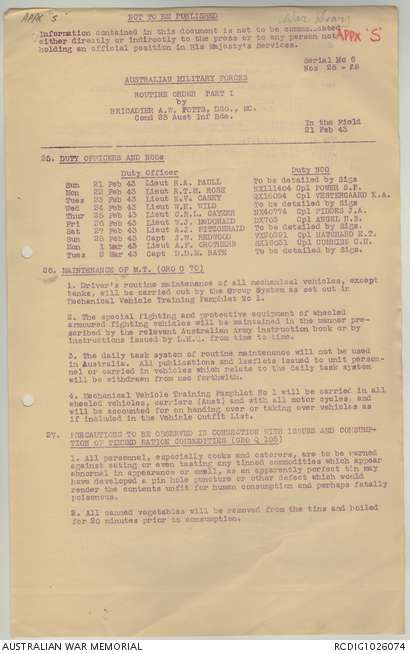 APPX "S"
NOT TO BE PUBLISHED
War Diary
APPX "S"
Information contained in this document is not to be communicated
either directly or indirectly to the press or to any person not
holding an official position in His Majesty's Services.
Serial No 6
Nos 25 - 29
AUSTRALIAN MILITARY FORCES
ROUTINE ORDER PART I
by
BRIGADIER A.W. POTTS, DSO., MC.
Comd 23 Aust Inf Bde.
In the Field
21 Feb 43
25. DUTY OFFICERS AND NCOs
Duty Officer Duty NCO
Sun 21 Feb 43 Lieut R.A. PAULL To be detailed by Sigs
Mon 22 Feb 43 Lieut R.T.H. ROSE Cpl POWER G.F.
Tues 23 Feb 43 Lieut E.V. CASEY Cpl VESTERGAARD K.A.
Wed 24 Feb 43 Lieut W.H. WILD To be detailed by Sigs
Thur 25 Feb 43 Lieut C.R.L. Cpl PINDER J.A.
Fri 26 Feb 43 Lieut W.J. McDONALD Cpl ANGEL D.S.
Sat 27 Feb 43 Lieut A.J. FITZGERALD To be detailed by Sigs
Sun 28 Feb 43 Capt J.W. REDWOOD Cpl HATCHARD R.T.
Mon 1 Mar 43 Lieut A.F. CROTHERS Cpl CUMMING C.H.
Tues 2 Mar 43 Capt D.D.M. BATE To be detailed by Sigs
26. MAINTENANCE OF M.T. (GRO Q 70)
1. Driver's routine maintenance of all mechanical vehicles, except
tanks, will be carried out by the Group System as set out in
Mechanical Vehicle Training Pamphlet No 1.
2. The special fighting and protective equipment of wheeled
armoured fighting vehicles will be maintained in the manner pre-
scribed by the relevant Australian Army instruction book or by
instructions issued by L.H.Q. from time to time.
3. The daily task system of routine maintenance will not be used
in Australia. All publications and leaflets issued to unit person-
nel or carried in vehicles which relate to the daily task system
will be withdrawn from use forthwith.
4. Mechanical Vehicle Training Pamphlet No 1 will be carried in all
wheeled vehicles, carriers (Aust) and with all motor cycles, and
will be accounted for on handing over or taking over vehicles as
if included in the Vehicle Outfit List.
27. PRECAUTIONS TO BE OBSERVED IN CONNECTION WITH ISSUES AND CONSUMP-
TION OF TINNED RATION COMMODITIES (GRO Q 105)
1. All personnel, especially cooks and caterers, are to be warned
against eating or even tasting any tinned commodities which appear
abnormal in appearance or smell, as an apparently perfect tin may
have developed a pin hole puncture or other defect which would
render the contents unfit for human consumption and perhaps fatally
poisonous.
2. All canned vegetables will be removed from the tins and boiled
for 20 minutes prior to consumption.
AUSTRALIAN WAR MEMORIAL
RCDIG1026074